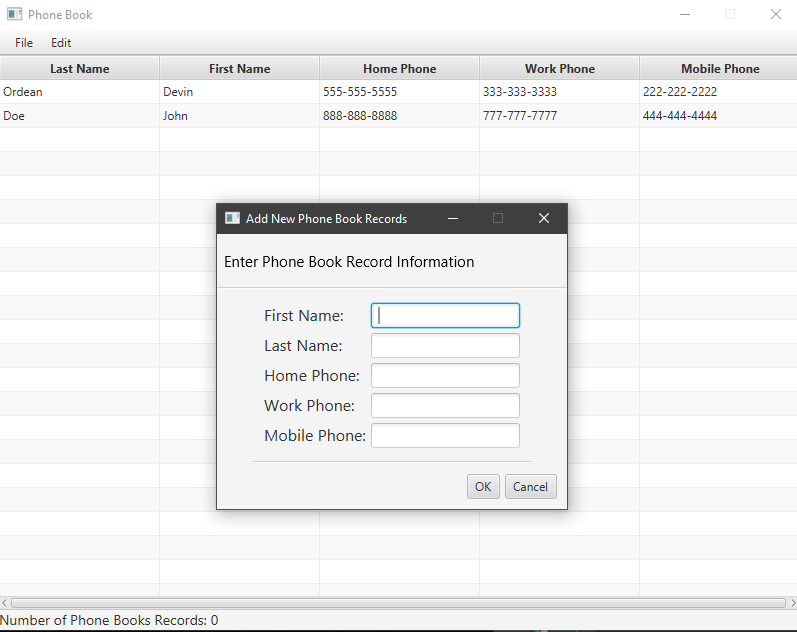 Phone Book
File Edit
Last Name First Name Home Phone Work Phone Mobile Phone
Ordean Devin 555-555-5555 333-333-3333 222-222-2222
Doe John 888-888-8888 777-777-7777 444-444-4444
Add New Phone Book Records
Enter Phone Book Record Information
First Name:
Last Name:
Home Phone:
Work Phone:
Mobile Phone:
OK Cancel
Number of Phone Books Records: 0